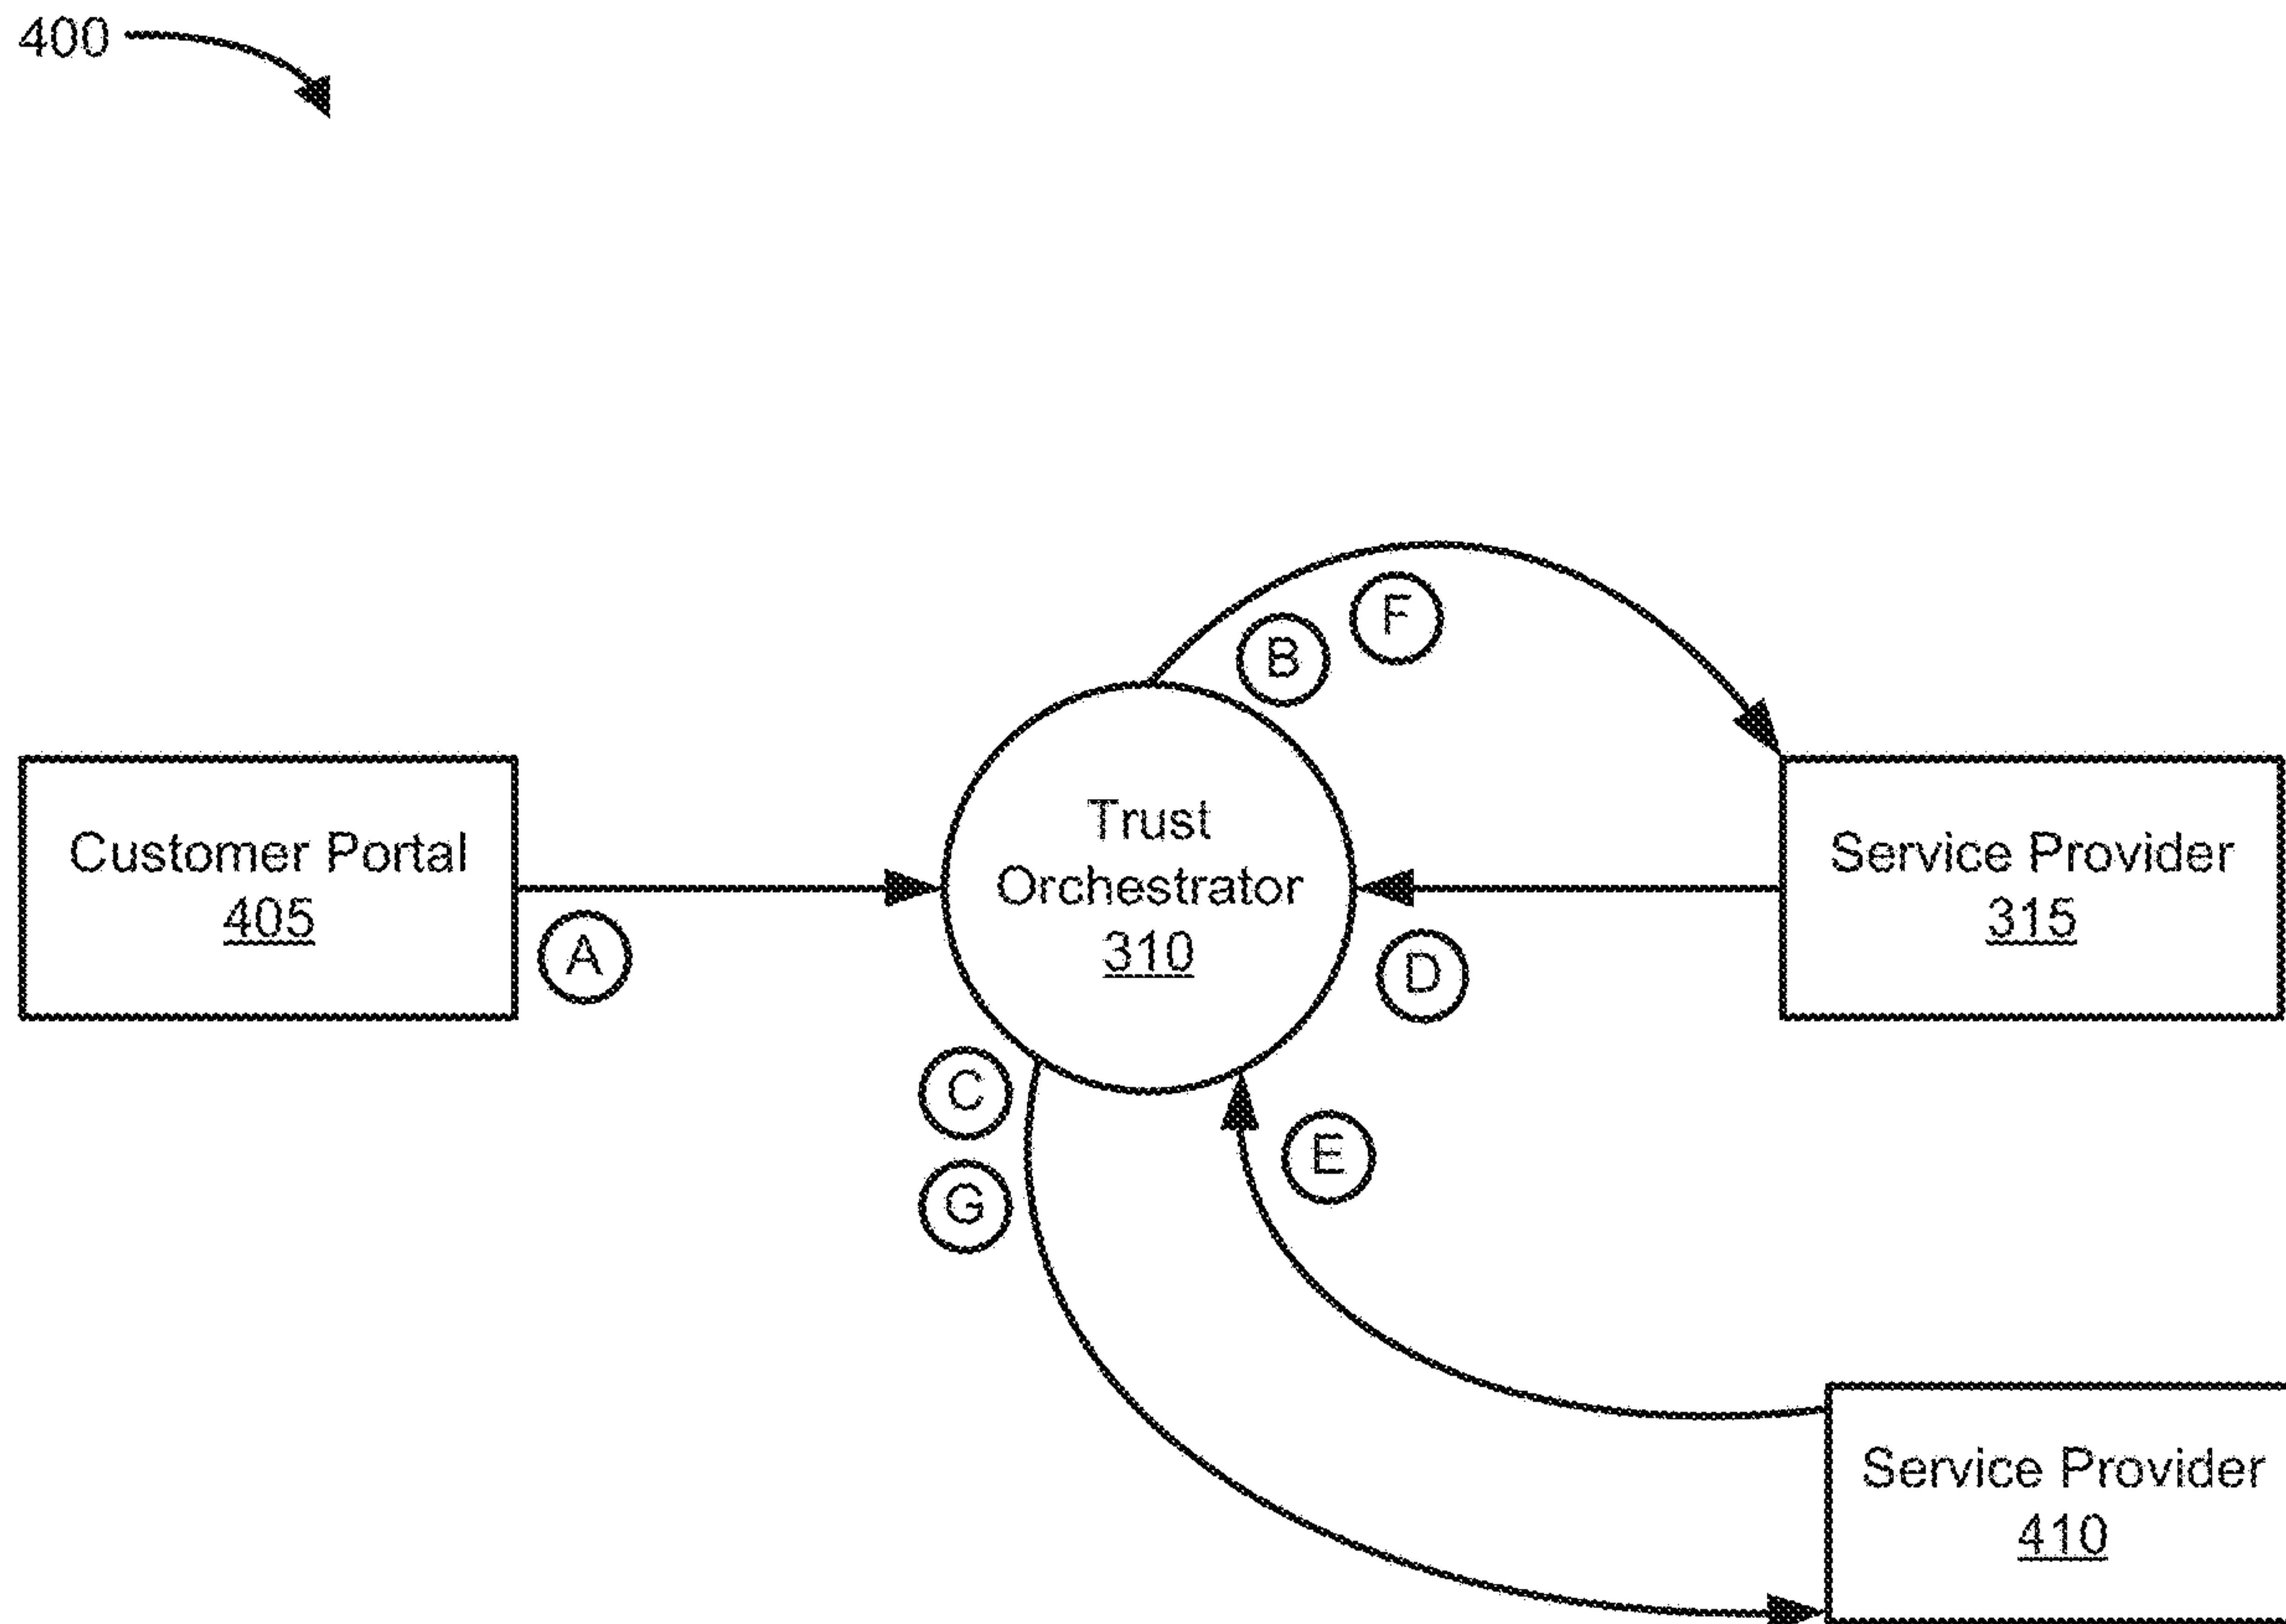 400
F
B
Trust
Orchestrator
310
Customer Portal
405
A
Service Provider
315
D
C
G
E
Service Provider
410